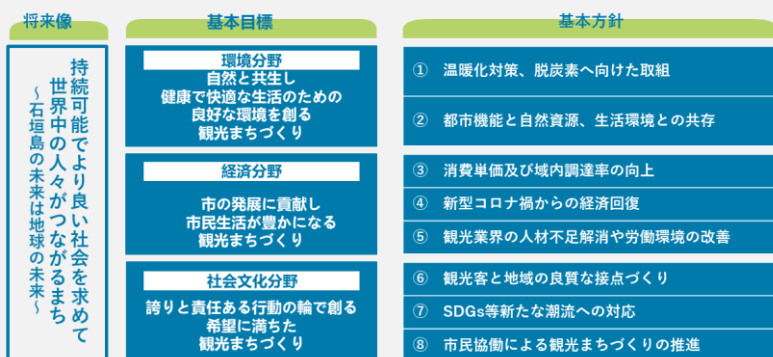 将来像
持続可能でより良い社会を求めて
世界中の人々がつながるまち
~石垣島の未来は地球の未来~
基本目標
環境分野
自然と共生し
健康で快適な生活のための
良好な環境を創る
観光まちづくり
経済分野
市の発展に貢献し
市民生活が豊かになる
観光まちづくり
社会文化分野
誇りと責任ある行動の輪で創る
希望に満ちた
観光まちづくり
基本方針
① 温暖化対策、脱炭素へ向けた取組
② 都市機能と自然資源、生活環境との共存
③ 消費単価及び域内調達率の向上
④ 新型コロナ禍からの経済回復
⑤ 観光業界の人材不足解消や労働環境の改善
⑥ 観光客と地域の良質な接点づくり
⑦ SDGs等新たな潮流への対応
⑧ 市民協働による観光まちづくりの推進